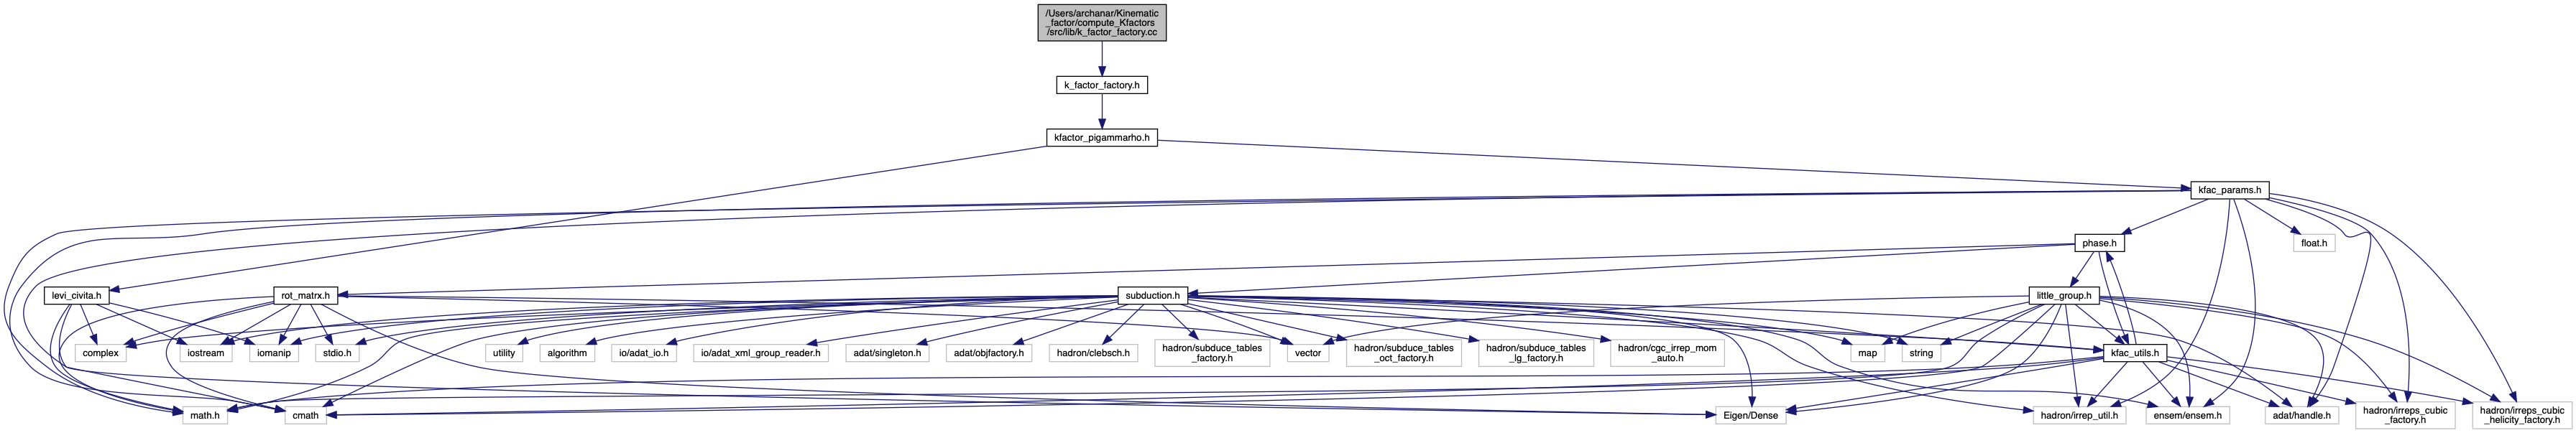 /Users/archanar/Kinematic
_factor/compute_Kfactors
/src/lib/k_factor_factory.cc
k_factor_factory.h
kfactor_pigammarho.h
kfac_params.h
phase.h
float.h
levi_civita.h
rot_matrx.h
subduction.h
little_group.h
complex
iostream
iomanip
stdio.h
utility
algorithm
io/adat_io.h
io/adat_xml_group_reader.h
adat/singleton.h
adat/objfactory.h
hadron/clebsch.h
hadron/subduce_tables
_factory.h
vector
hadron/subduce_tables
_oct_factory.h
hadron/subduce_tables
_lg_factory.h
hadron/cgc_irrep_mom
_auto.h
map
string
kfac_utils.h
math.h
cmath
Eigen/Dense
hadron/irrep_util.h
ensem/ensem.h
adat/handle.h
hadron/irreps_cubic
_factory.h
hadron/irreps_cubic
_helicity_factory.h